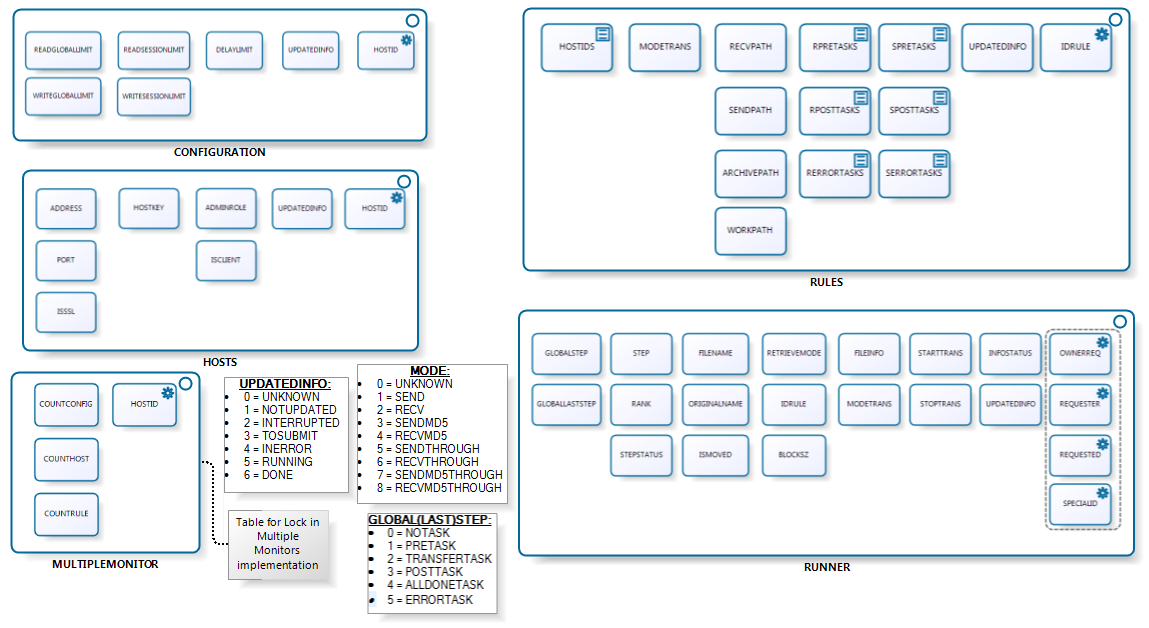 READGLOBALLIMIT
READSESSIONLIMIT
DELAYLIMIT
UPDATEDINFO
HOSTID
WRITEGLOBALLIMIT
WRITESESSIONLIMIT
CONFIGURATION
ADDRESS
HOSTKEY
ADMINROLE
UPDATEDINFO
HOSTID
PORT
ISCLIENT
ISSSL
HOSTS
COUNTCONFIG
HOSTID
COUNTHOST
COUNTRULE
MULTIPLEMONITOR
UPDATEDINFO:
0 = UNKNOWN
1 = NOTUPDATED
2 = INTERRUPTED
3 = TOSUBMIT
4 = INERROR
5 = RUNNING
6 = DONE
Table for Lock in
Multiple
Monitors
implementation
MODE:
0 = UNKNOWN
1 = SEND
2 = RECV
3 = SENDMD5
4 = RECVMD5
5 = SENDTHROUGH
6 = RECVTHROUGH
7 = SENDMD5THROUGH
8 = RECVMD5THROUGH
GLOBAL(LAST)STEP:
0 = NOTASK
1 = PRETASK
2 = TRANSFERTASK
3 = POSTTASK
4 = ALLDONETASK
5 = ERRORTASK
HOSTIDS
MODETRANS
RECVPATH
RPRETASKS
SPRETASKS
UPDATEDINFO
IDRULE
SENDPATH
RPOSTTASKS
SPOSTTASKS
ARCHIVEPATH
RERRORTASKS
SERRORTASKS
WORKPATH
RULES
GLOBALSTEP
STEP
FILENAME
RETRIEVEMODE
FILEINFO
STARTTRANS
INFOSTATUS
OWNERREQ
GLOBALLASTSTEP
RANK
ORIGINALNAME
IDRULE
MODETRANS
STOPTRANS
UPDATEDINFO
REQUESTER
STEPSTATUS
ISMOVED
BLOCKSZ
REQUESTED
SPECIALID
RUNNER